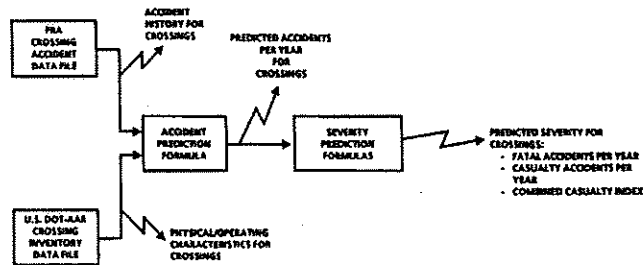 FRA
CROSSING
ACCIDENT
DATA FILE
ACCIDENT
HISTORY FOR
CROSSINGS
PREDICTED ACCIDENTS
PER YEAR
FOR
CROSSINGS
ACCIDENT
PREDICTION
FORMULA
SEVERITY
PREDICTION
FORMULAS
PREDICTED SEVERITY FOR
CROSSINGS:
• FATAL ACCIDENTS PER YEAR
• CASUALTY ACCIDENTS PER
YEAR
• COMBINED CASUALTY INDEX
U.S. DOT-AAR
CROSSING
INVENTORY
DATA FILE
PHYSICAL/OPERATING
CHARACTERISTICS FOR
CROSSINGS